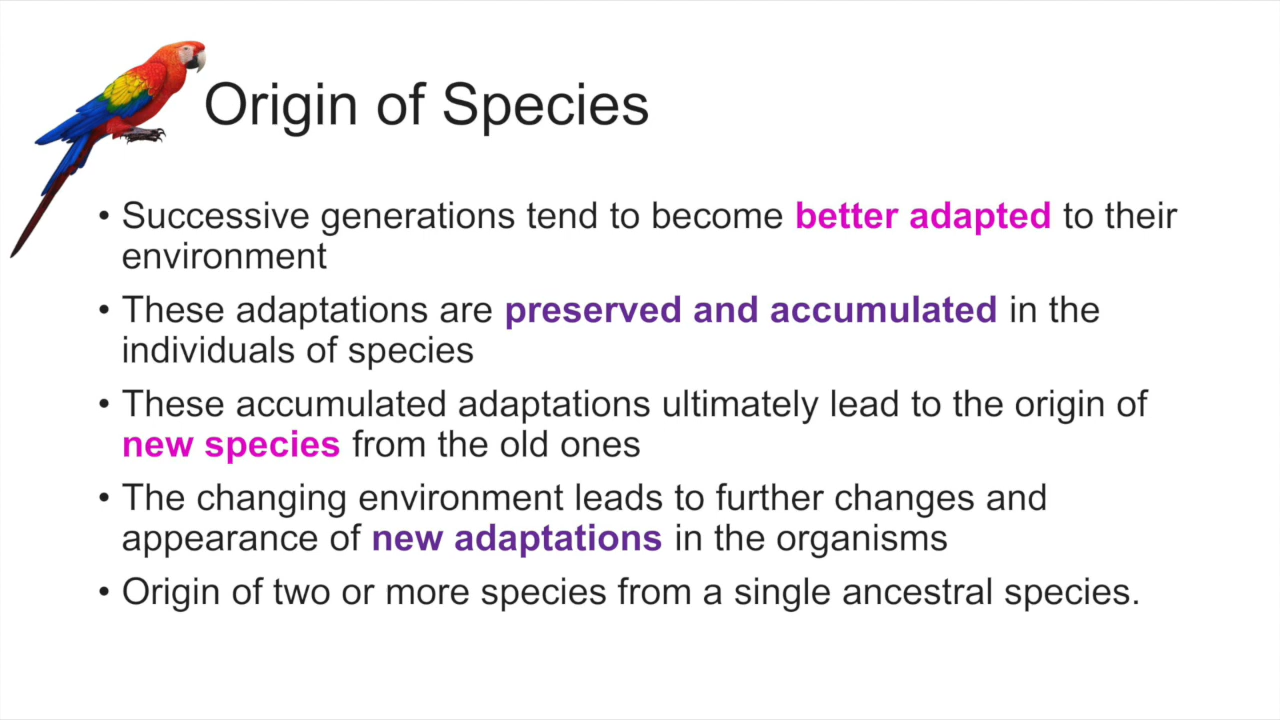 Origin of Species
• Successive generations tend to become better adapted to their
environment
• These adaptations are preserved and accumulated in the
individuals of species
• These accumulated adaptations ultimately lead to the origin of
new species from the old ones
• The changing environment leads to further changes and
appearance of new adaptations in the organisms
• Origin of two or more species from a single ancestral species.